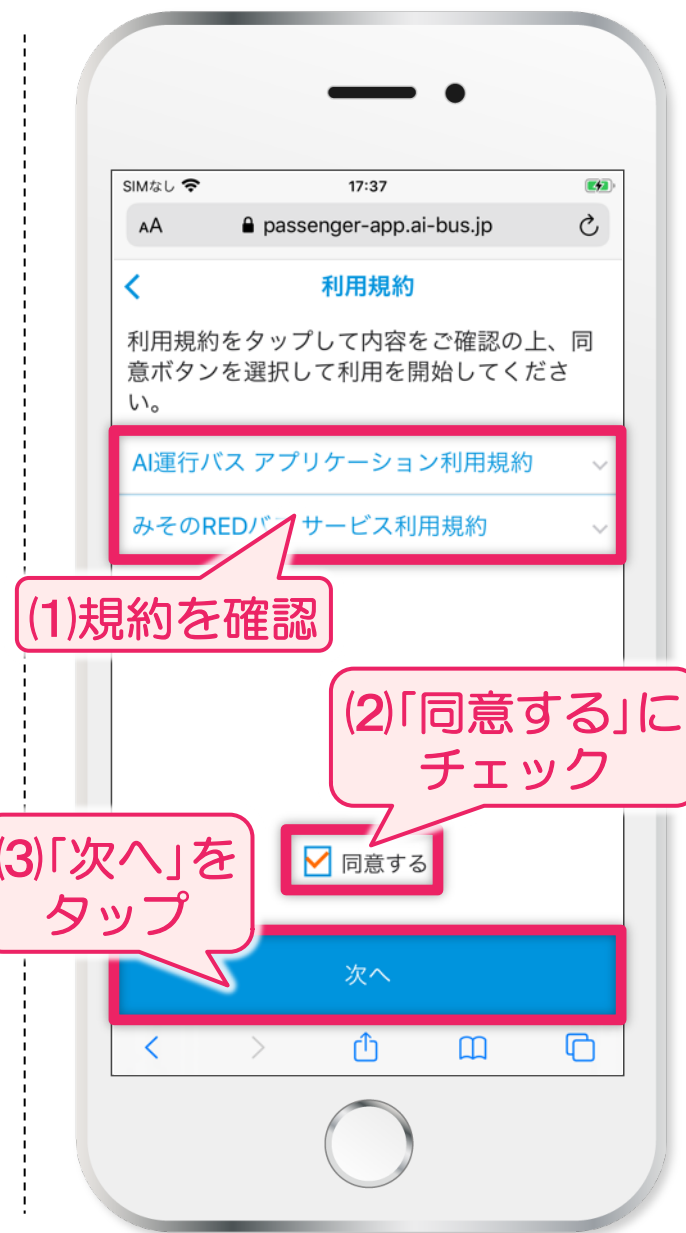 SIMなし 17:37
AA passenger-app.ai-bus.jp
利用規約
利用規約をタップして内容をご確認の上、同
意ボタンを選択して利用を開始してくださ
い。
AI運行バス アプリケーション利用規約
みそのREDバス サービス利用規約
(1)規約を確認
(2)「同意する」に
チェック
(3)「次へ」を
タップ
同意する
次へ